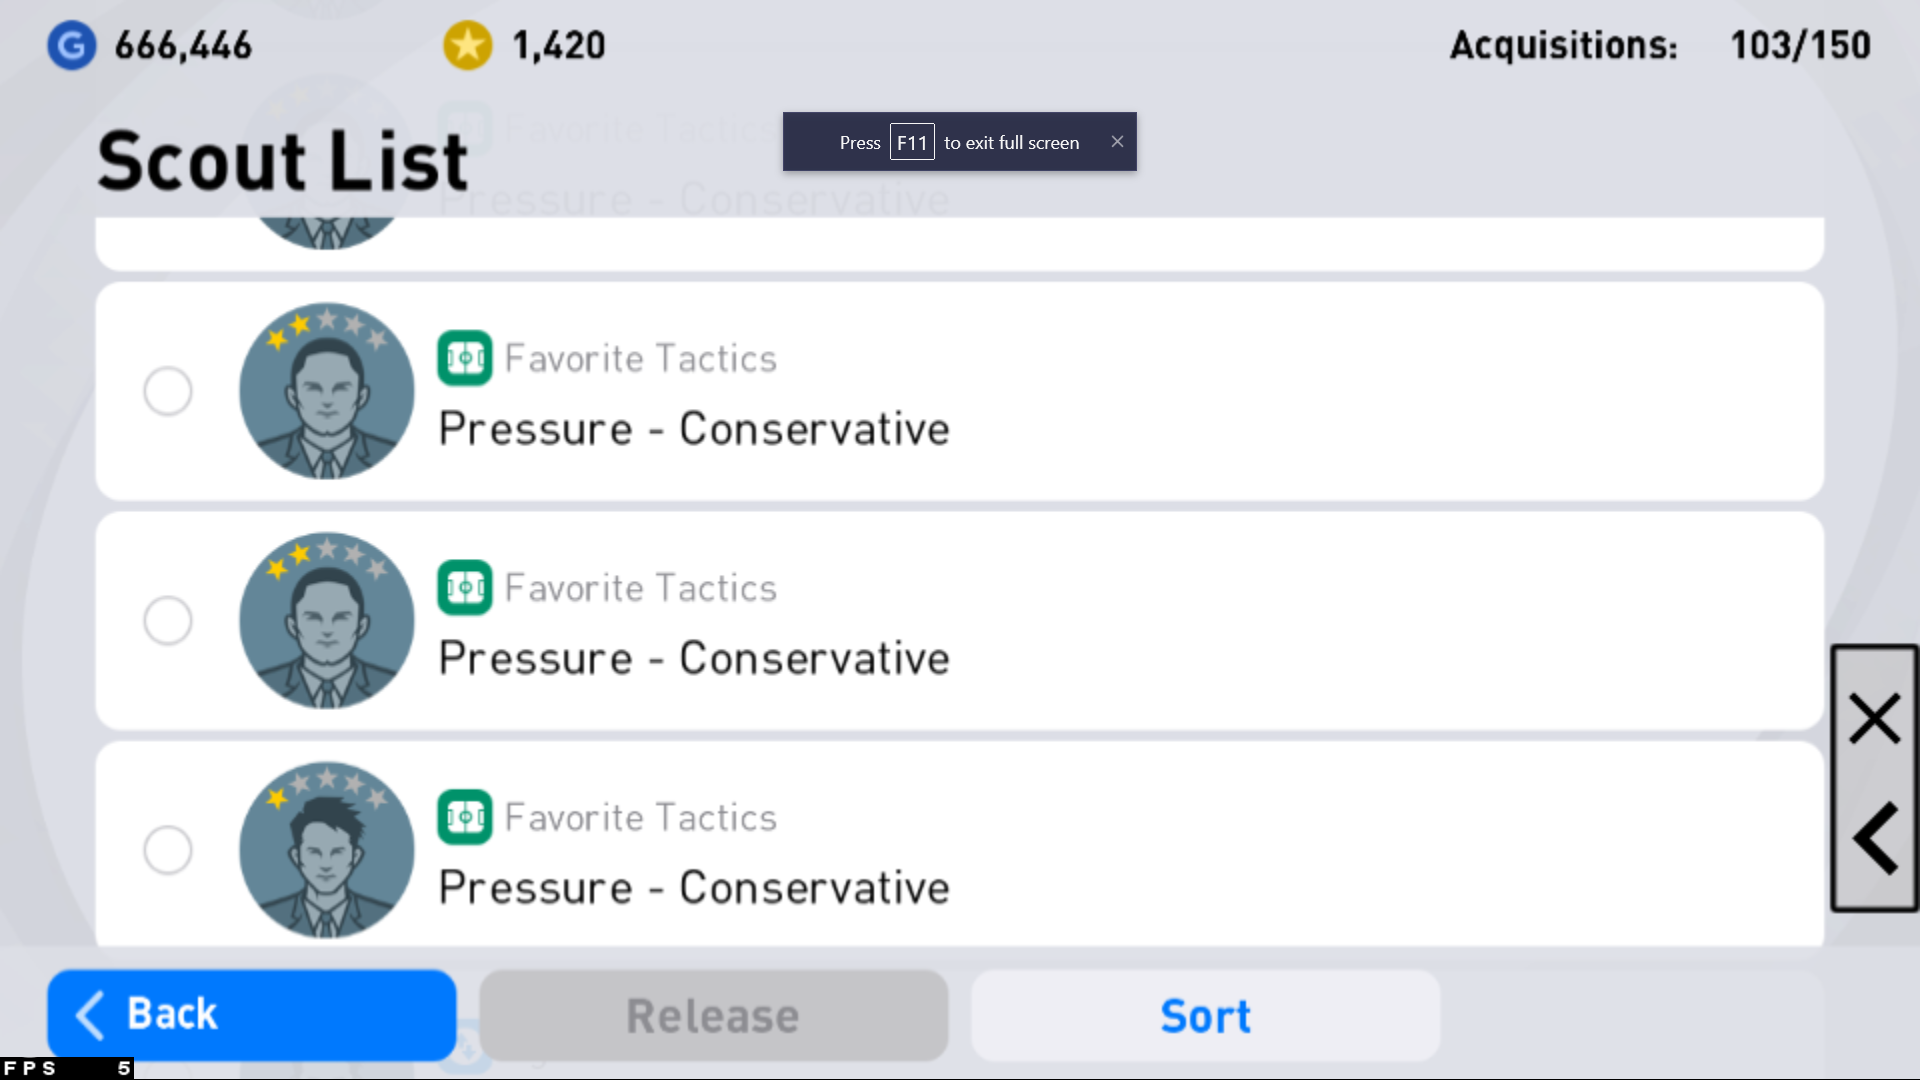 G 666,446 1,420 Acquisitions: 103/150
Press F11 to exit full screen
Favorite Tactics
Scout List
Pressure - Conservative
Favorite Tactics
Pressure - Conservative
Favorite Tactics
Pressure - Conservative
Favorite Tactics
Pressure - Conservative
Back Release Sort
FPS 5